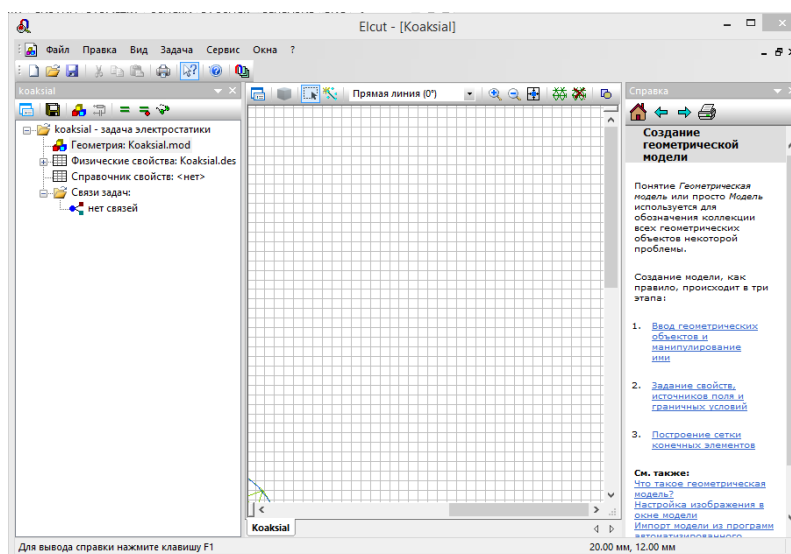 Elcut - [Koaksial]
Файл Правка Вид Задача Сервис Окна ?
koaksial
Прямая линия (0°)
Справка
koaksial - задача электростатики
Геометрия: Koaksial.mod
Физические свойства: Koaksial.des
Справочник свойств: <нет>
Связи задач:
нет связей
Создание
геометрической
модели
Понятие Геометрическая
модель или просто Модель
используется для
обозначения коллекции
всех геометрических
объектов некоторой
проблемы.
Создание модели, как
правило, происходит в три
этапа:
1. Ввод геометрических
объектов и
манипулирование
ими
2. Задание свойств,
источников поля и
граничных условий
3. Построение сетки
конечных элементов
См. также:
Что такое геометрическая
модель?
Настройка изображения в
окне модели
Импорт модели из программ
автоматизированного
Koaksial
Для вывода справки нажмите клавишу F1
20.00 мм, 12.00 мм